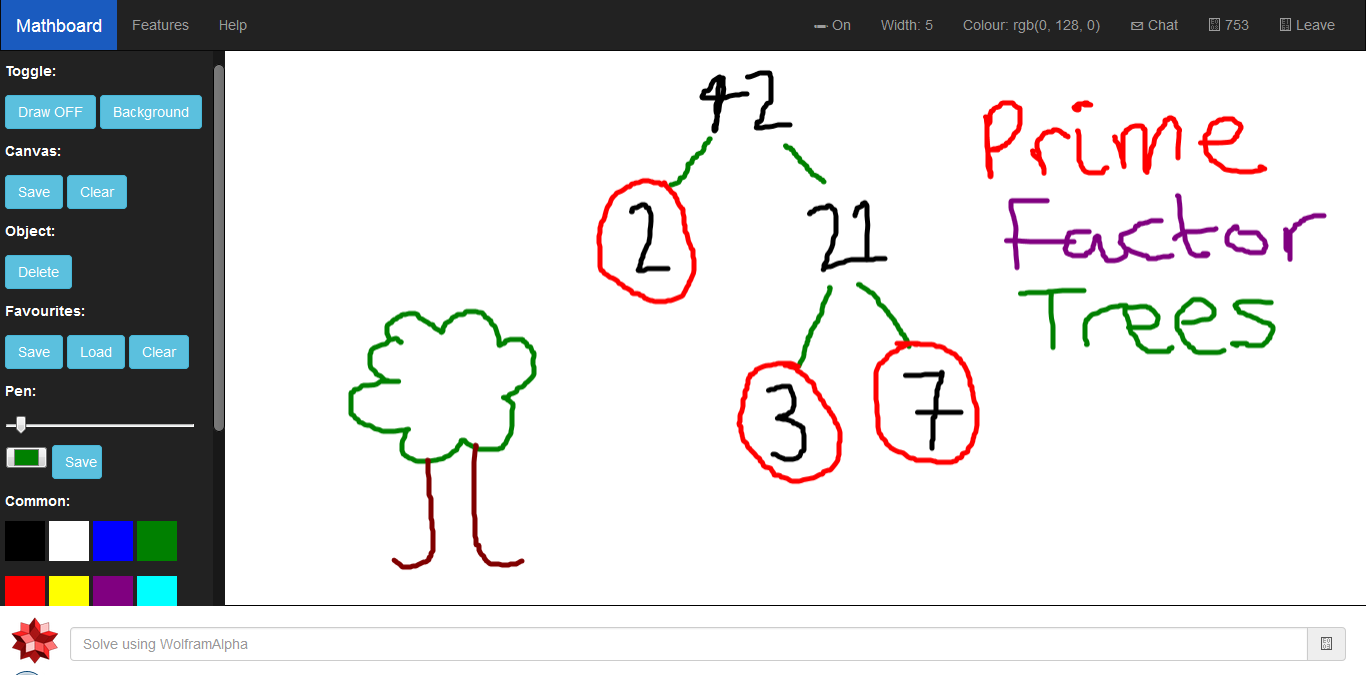 Mathboard Features Help On Width: 5 Colour: rgb(0, 128, 0) Chat 753 Leave
Toggle:
Draw OFF Background
Canvas:
Save Clear
Object:
Delete
Favourites:
Save Load Clear
Pen:
Save
Common:
42
2 21
3 7
Prime
Factor
Trees
Solve using WolframAlpha